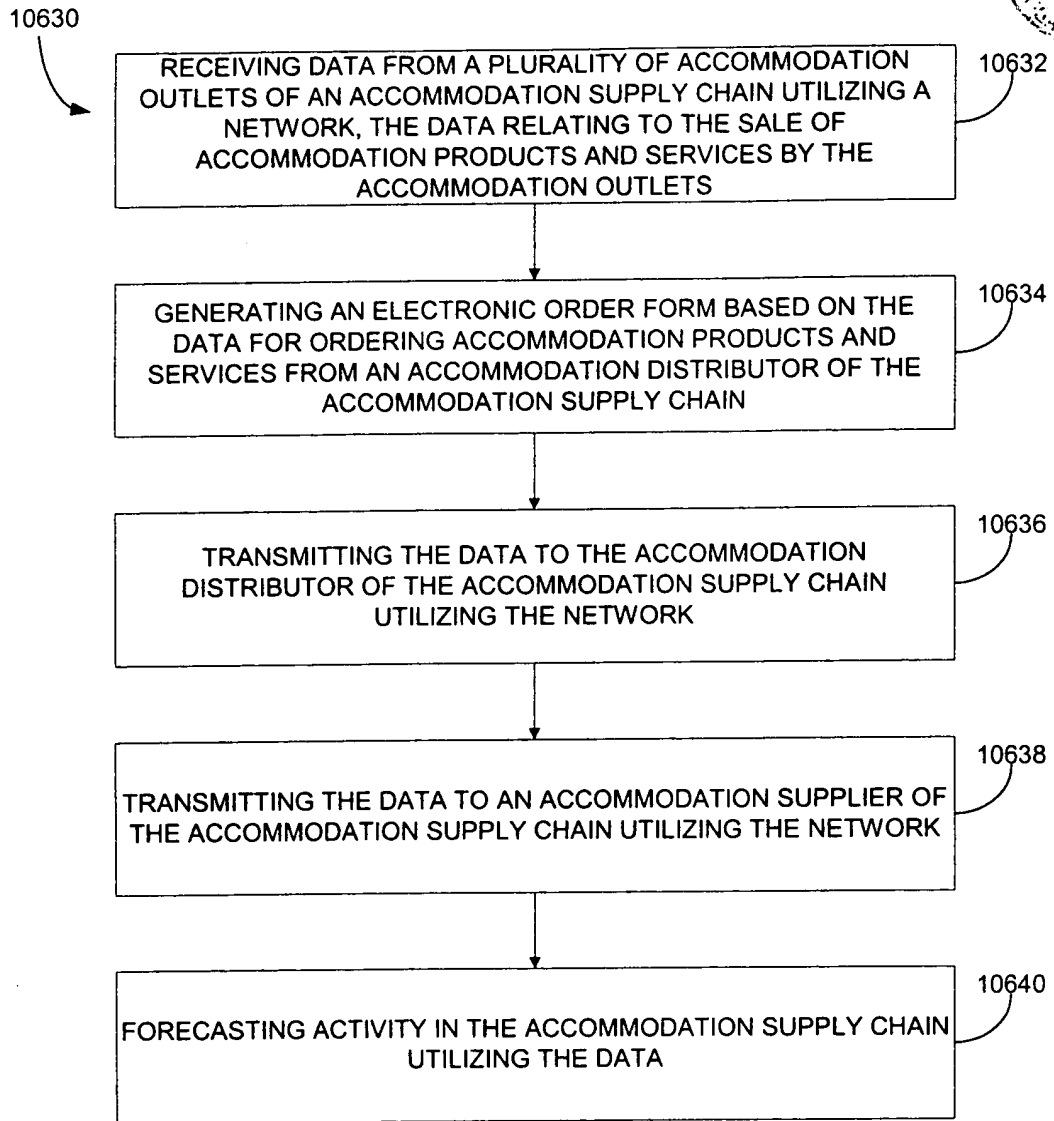 10630
RECEIVING DATA FROM A PLURALITY OF ACCOMMODATION
OUTLETS OF AN ACCOMMODATION SUPPLY CHAIN UTILIZING A
NETWORK, THE DATA RELATING TO THE SALE OF
ACCOMMODATION PRODUCTS AND SERVICES BY THE
ACCOMMODATION OUTLETS
10632
GENERATING AN ELECTRONIC ORDER FORM BASED ON THE
DATA FOR ORDERING ACCOMMODATION PRODUCTS AND
SERVICES FROM AN ACCOMMODATION DISTRIBUTOR OF THE
ACCOMMODATION SUPPLY CHAIN
10634
TRANSMITTING THE DATA TO THE ACCOMMODATION
DISTRIBUTOR OF THE ACCOMMODATION SUPPLY CHAIN
UTILIZING THE NETWORK
10636
TRANSMITTING THE DATA TO AN ACCOMMODATION SUPPLIER OF
THE ACCOMMODATION SUPPLY CHAIN UTILIZING THE NETWORK
10638
FORECASTING ACTIVITY IN THE ACCOMMODATION SUPPLY CHAIN
UTILIZING THE DATA
10640